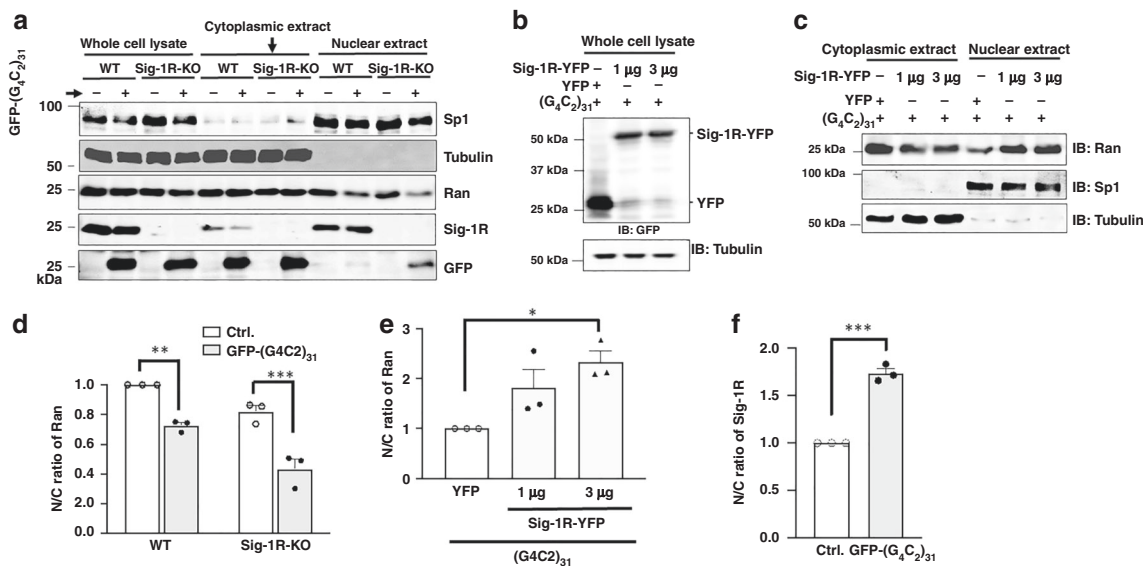 a
Cytoplasmic extract
Whole cell lysate
Nuclear extract
WT Sig-1R-KO WT Sig-1R-KO WT Sig-1R-KO
GFP-(G4C2)31
– + – + – + – + – + – +
100
Sp1
50
Tubulin
25
Ran
25
Sig-1R
25
GFP
kDa
b
Whole cell lysate
Sig-1R-YFP – 1 µg 3 µg
YFP +
(G4C2)31 + + +
50 kDa
Sig-1R-YFP
37 kDa
25 kDa
YFP
IB: GFP
IB: Tubulin
50 kDa
c
Cytoplasmic extract Nuclear extract
Sig-1R-YFP – 1 µg 3 µg – 1 µg 3 µg
YFP + +
(G4C2)31 + + + + + +
25 kDa
IB: Ran
100 kDa
IB: Sp1
50 kDa
IB: Tubulin
d
Ctrl.
GFP-(G4C2)31
**
***
N/C ratio of Ran
1.0
0.8
0.6
0.4
0.2
0.0
WT Sig-1R-KO
e
*
N/C ratio of Ran
3
2
1
0
YFP 1 µg 3 µg
Sig-1R-YFP
(G4C2)31
f
***
N/C ratio of Sig-1R
2.0
1.5
1.0
0.5
0.0
Ctrl. GFP-(G4C2)31